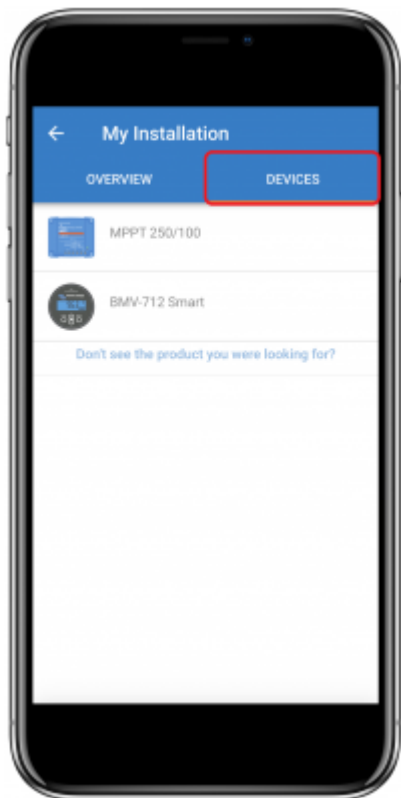 My Installation
OVERVIEW
DEVICES
MPPT 250/100
BMV-712 Smart
Don't see the product you were looking for?